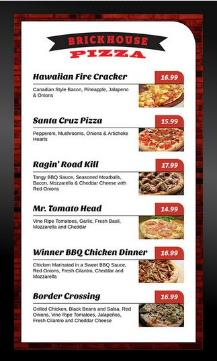 BRICKHOUSE
PIZZA
Hawaiian Fire Cracker 16.99
Canadian Style Bacon, Pineapple, Jalapeno
& Onions
Santa Cruz Pizza 15.99
Pepperoni, Mushrooms, Onions & Artichoke
Hearts
Ragin' Road Kill 17.99
Tangy BBQ Sauce, Seasoned Meatballs,
Bacon, Mozzarella & Cheddar Cheese with
Red Onions
Mr. Tomato Head 14.99
Vine Ripe Tomatoes, Garlic, Fresh Basil,
Mozzarella and Cheddar
Winner BBQ Chicken Dinner 16.99
Chicken Marinated in a Sweet BBQ Sauce,
Red Onions, Fresh Cilantro, Cheddar and
Mozzarella
Border Crossing 16.99
Grilled Chicken, Black Beans and Salsa, Red
Onions, Vine Ripe Tomatoes, Jalapeños,
Fresh Cilantro and Cheddar Cheese